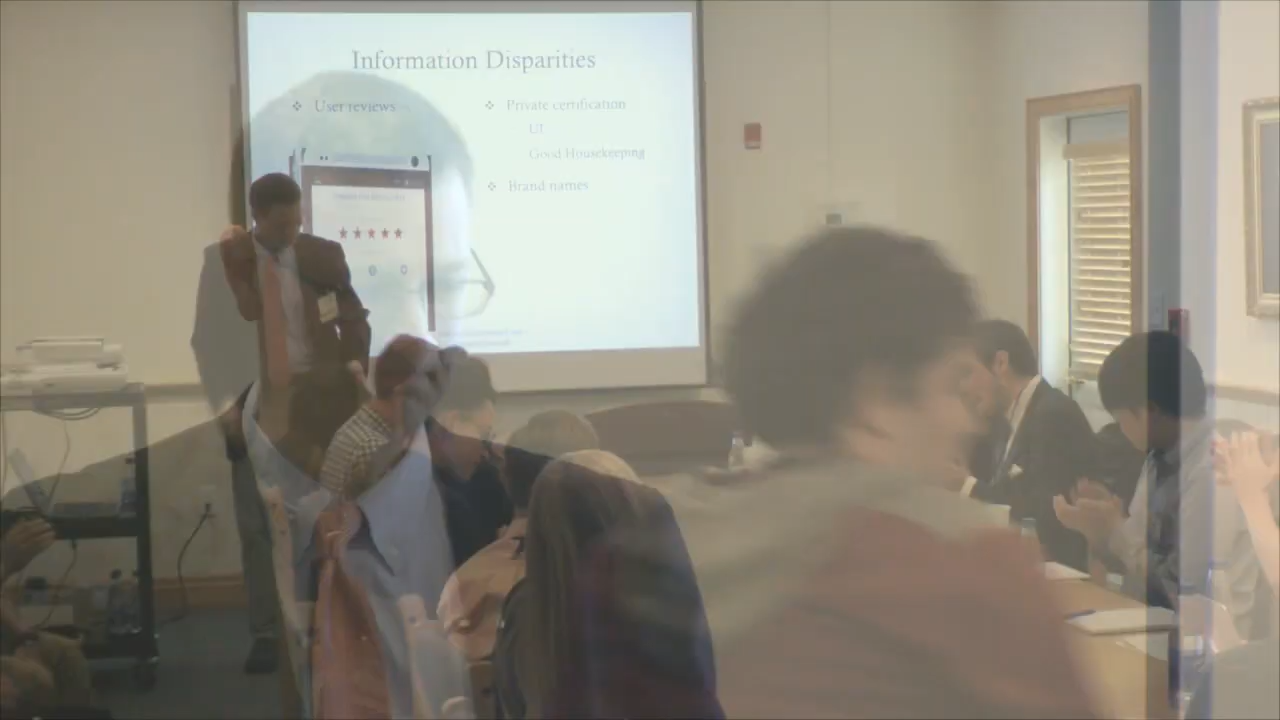 Information Disparities
❖ User reviews
❖ Private certification
UL
Good Housekeeping
❖ Brand names